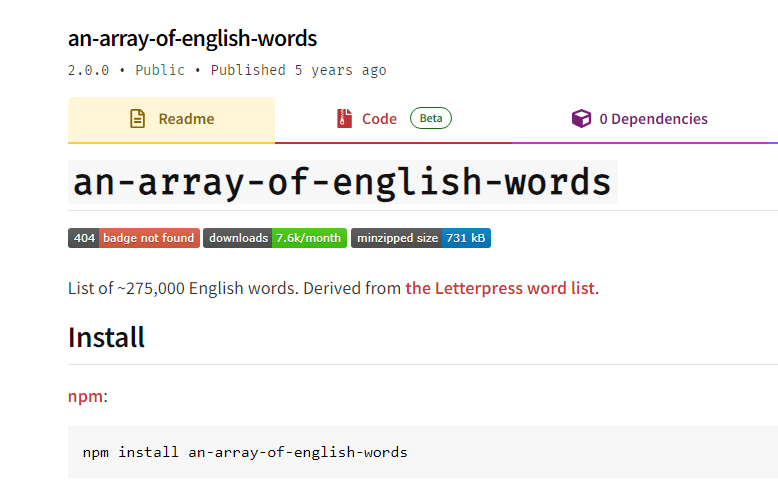 an-array-of-english-words
2.0.0 • Public • Published 5 years ago
Readme
Code Beta
0 Dependencies
an-array-of-english-words
404 badge not found downloads 7.6k/month minzipped size 731 kB
List of ~275,000 English words. Derived from the Letterpress word list.
Install
npm:
npm install an-array-of-english-words